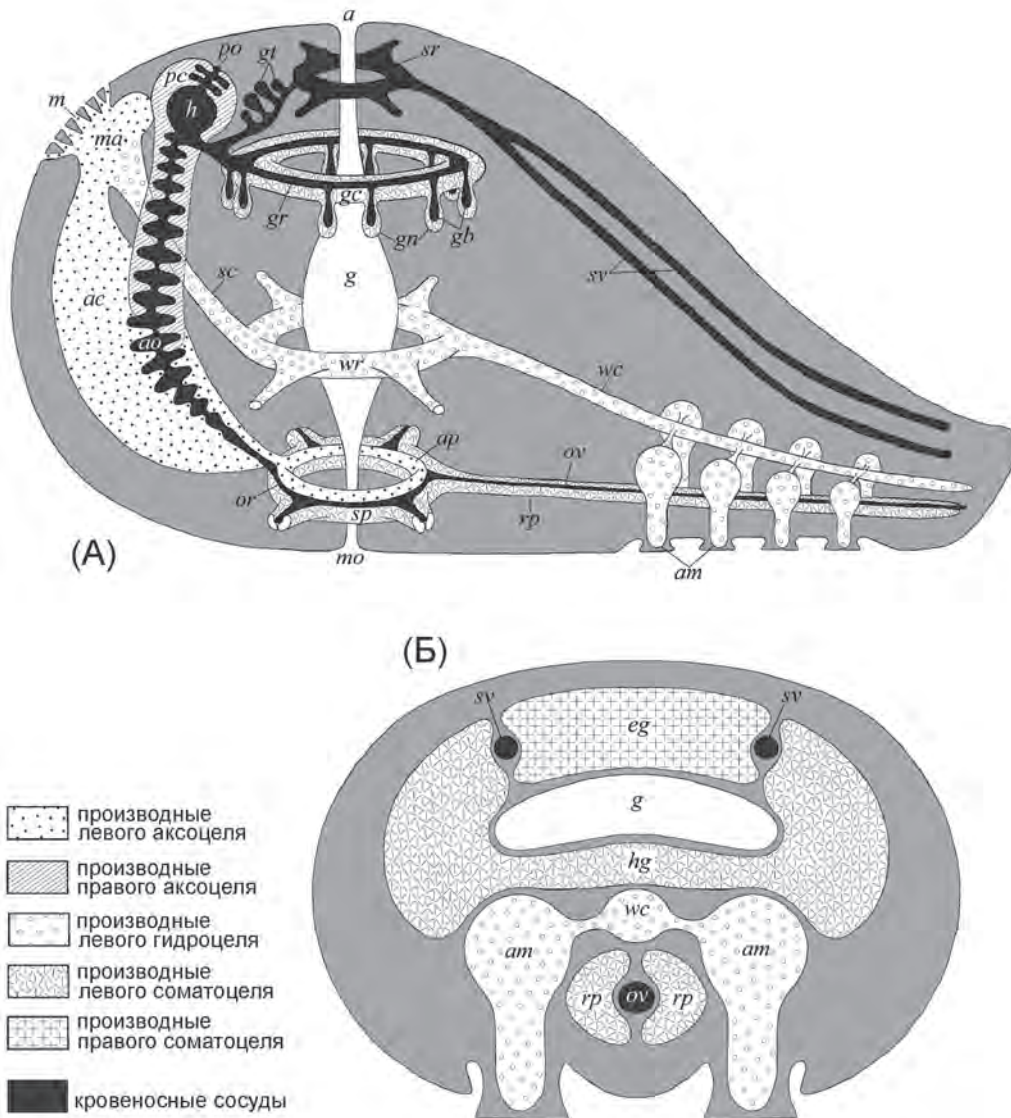 a
po
gt
sr
pc
m
h
ma
gc
gr
gn
gb
sc
g
sv
ac
ao
wr
wc
ap
ov
or
sp
rp
(А)
mo
am
(Б)
sv
sv
eg
g
hg
wc
am
am
rp
ov
rp
производные
левого аксоцеля
производные
правого аксоцеля
производные
левого гидроцеля
производные
левого соматоцеля
производные
правого соматоцеля
кровеносные сосуды